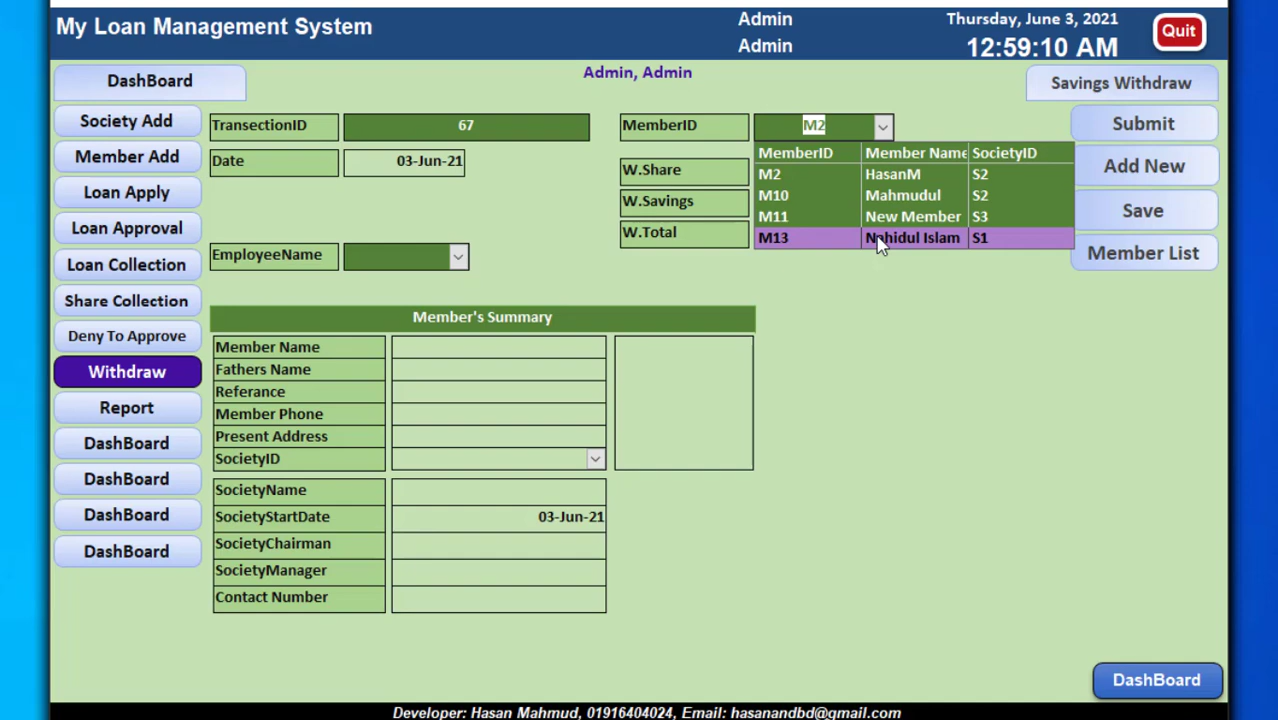 My Loan Management System
Admin
Admin
Thursday, June 3, 2021
12:59:10 AM
Quit
DashBoard
Admin, Admin
Savings Withdraw
Society Add
Member Add
Loan Apply
Loan Approval
Loan Collection
Share Collection
Deny To Approve
Withdraw
Report
DashBoard
DashBoard
DashBoard
DashBoard
TransectionID 67
Date 03-Jun-21
EmployeeName
MemberID M2
W.Share
W.Savings
W.Total
MemberID Member Name SocietyID
M2 HasanM S2
M10 Mahmudul S2
M11 New Member S3
M13 Nahidul Islam S1
Submit
Add New
Save
Member List
Member's Summary
Member Name
Fathers Name
Referance
Member Phone
Present Address
SocietyID
SocietyName
SocietyStartDate 03-Jun-21
SocietyChairman
SocietyManager
Contact Number
DashBoard
Developer: Hasan Mahmud, 01916404024, Email: hasanandbd@gmail.com